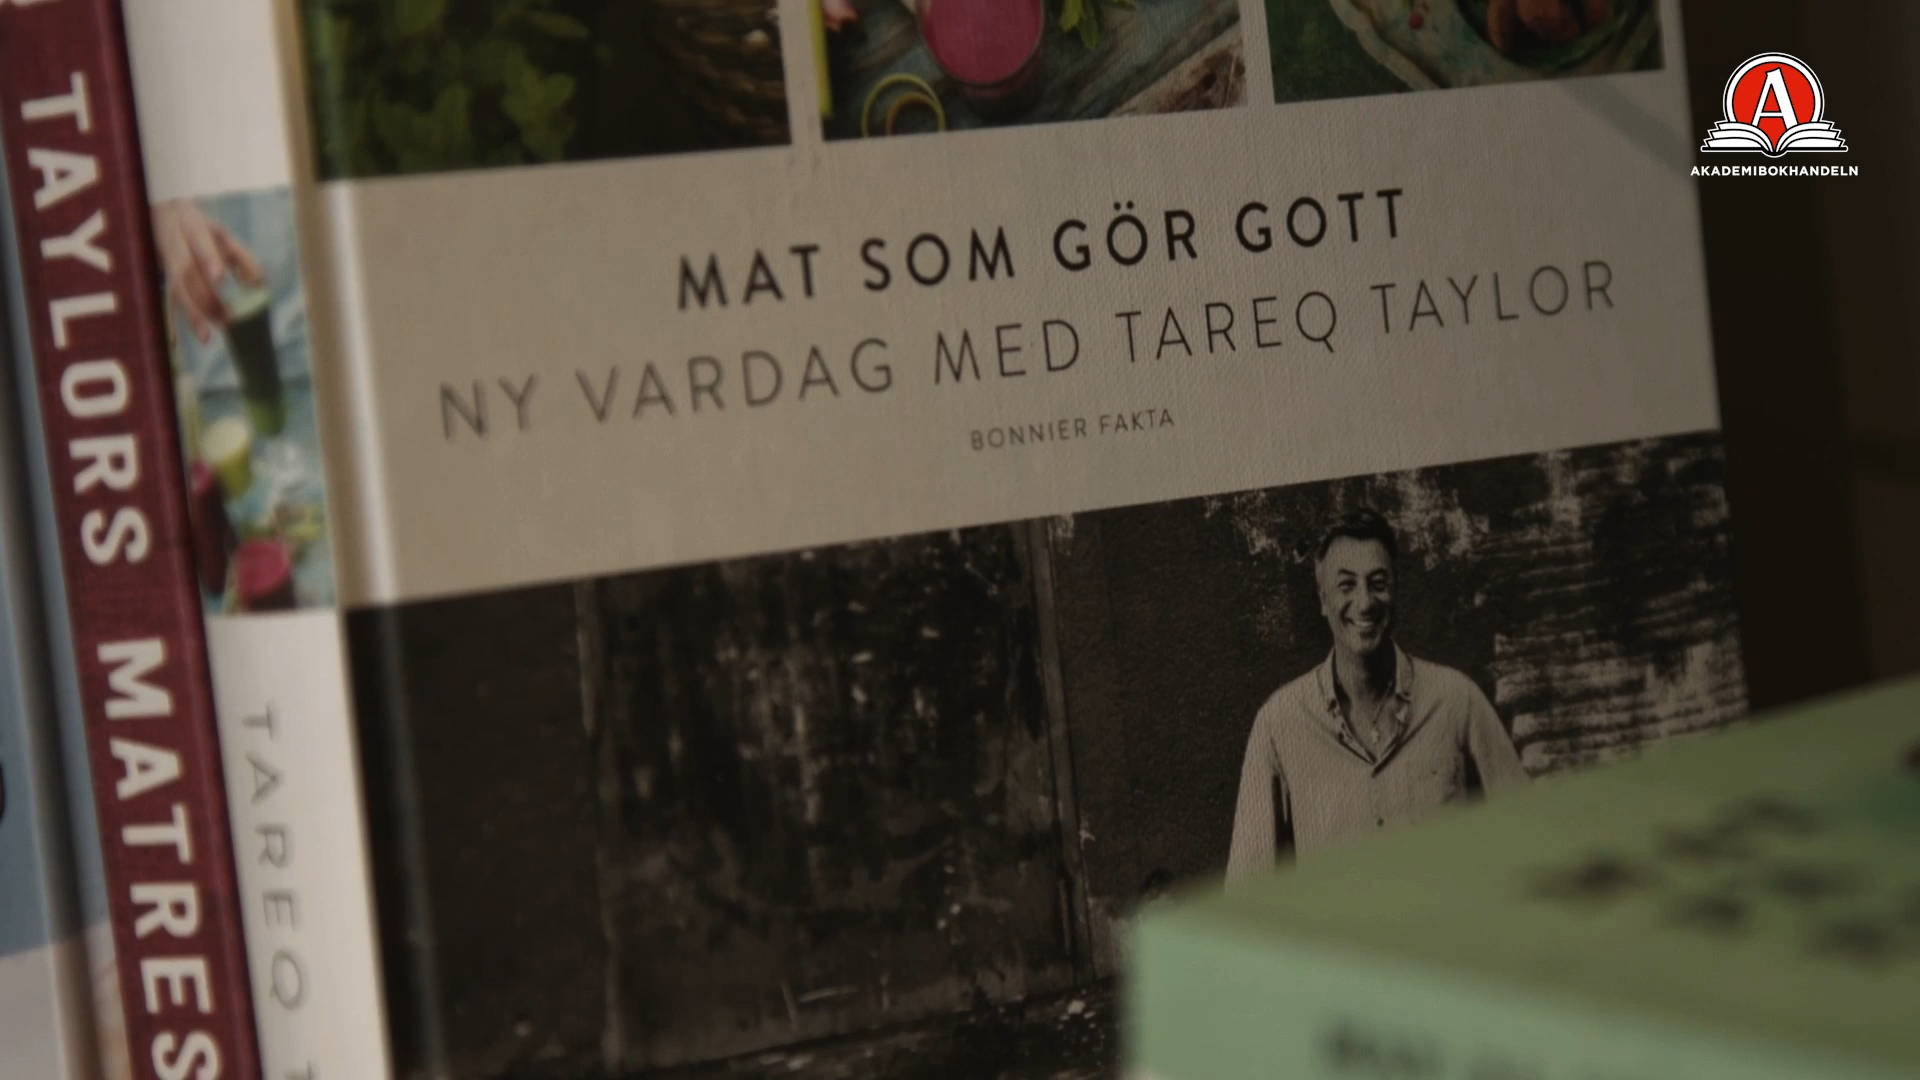 TAYLORS MATRES
TAREQ T
MAT SOM GÖR GOTT
NY VARDAG MED TAREQ TAYLOR
BONNIER FAKTA
A
AKADEMIBOKHANDELN